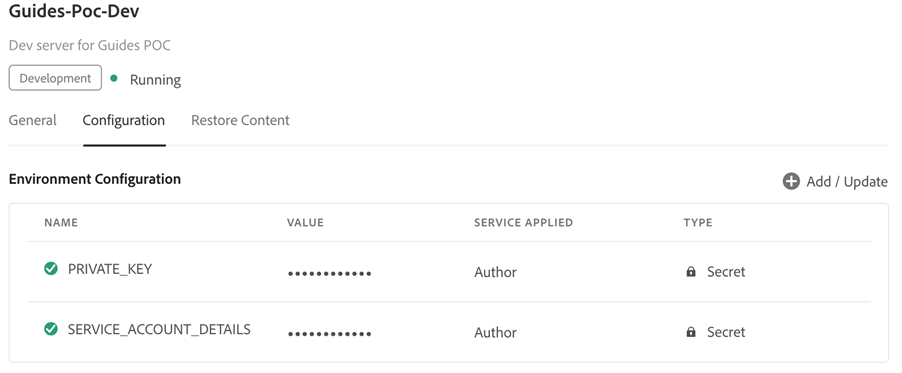 Guides-Poc-Dev
Dev server for Guides POC
Development Running
General Configuration Restore Content
Environment Configuration Add / Update
NAME VALUE SERVICE APPLIED TYPE
PRIVATE_KEY •••••••••••• Author Secret
SERVICE_ACCOUNT_DETAILS •••••••••••• Author Secret